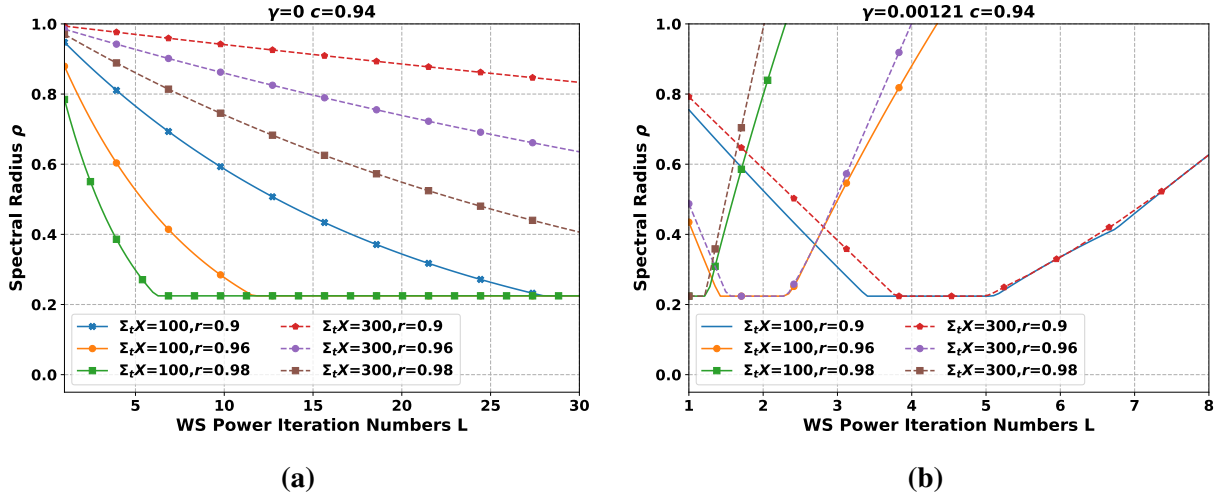 γ=0 c=0.94
Spectral Radius ρ
1.0
0.8
0.6
0.4
0.2
0.0
Σ_tX=100,r=0.9
Σ_tX=100,r=0.96
Σ_tX=100,r=0.98
Σ_tX=300,r=0.9
Σ_tX=300,r=0.96
Σ_tX=300,r=0.98
5 10 15 20 25 30
WS Power Iteration Numbers L
(a)
γ=0.00121 c=0.94
Spectral Radius ρ
1.0
0.8
0.6
0.4
0.2
0.0
Σ_tX=100,r=0.9
Σ_tX=100,r=0.96
Σ_tX=100,r=0.98
Σ_tX=300,r=0.9
Σ_tX=300,r=0.96
Σ_tX=300,r=0.98
1 2 3 4 5 6 7 8
WS Power Iteration Numbers L
(b)